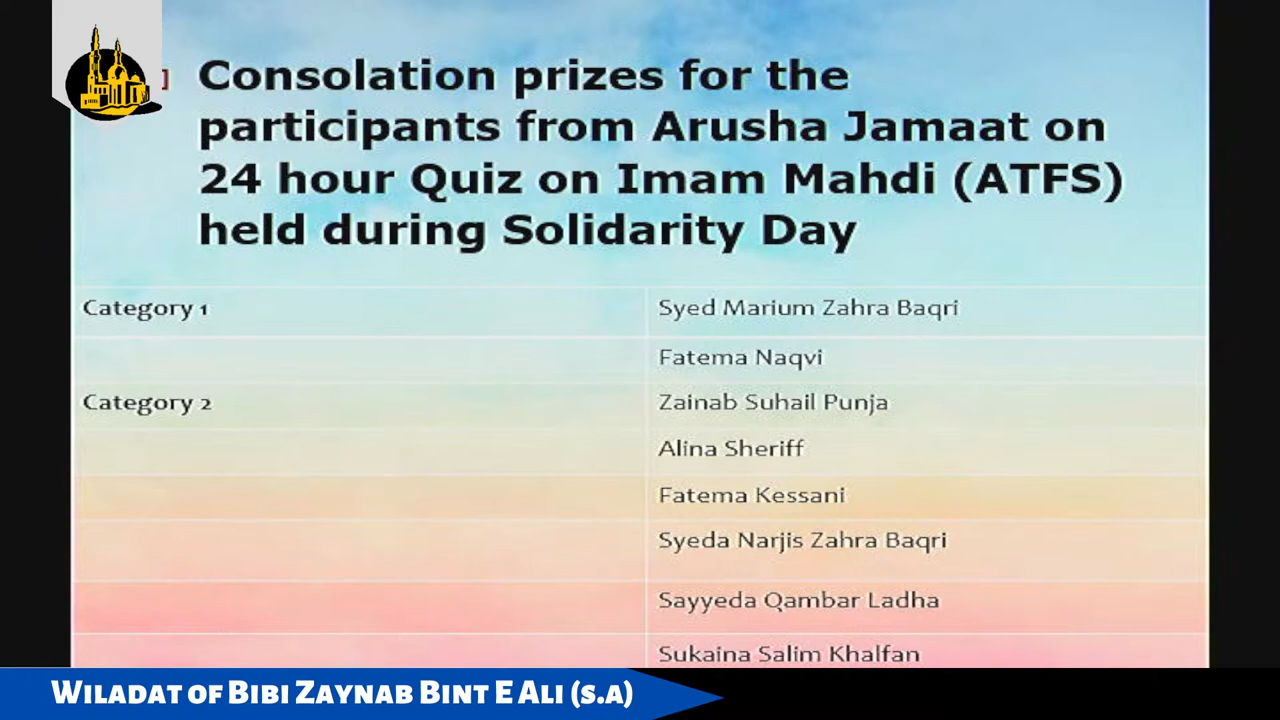 Consolation prizes for the
participants from Arusha Jamaat on
24 hour Quiz on Imam Mahdi (ATFS)
held during Solidarity Day
Category 1 Syed Marium Zahra Baqri
Fatema Naqvi
Category 2 Zainab Suhail Punja
Alina Sheriff
Fatema Kessani
Syeda Narjis Zahra Baqri
Sayyeda Qambar Ladha
Sukaina Salim Khalfan
Wiladat of Bibi Zaynab Bint E Ali (s.a)